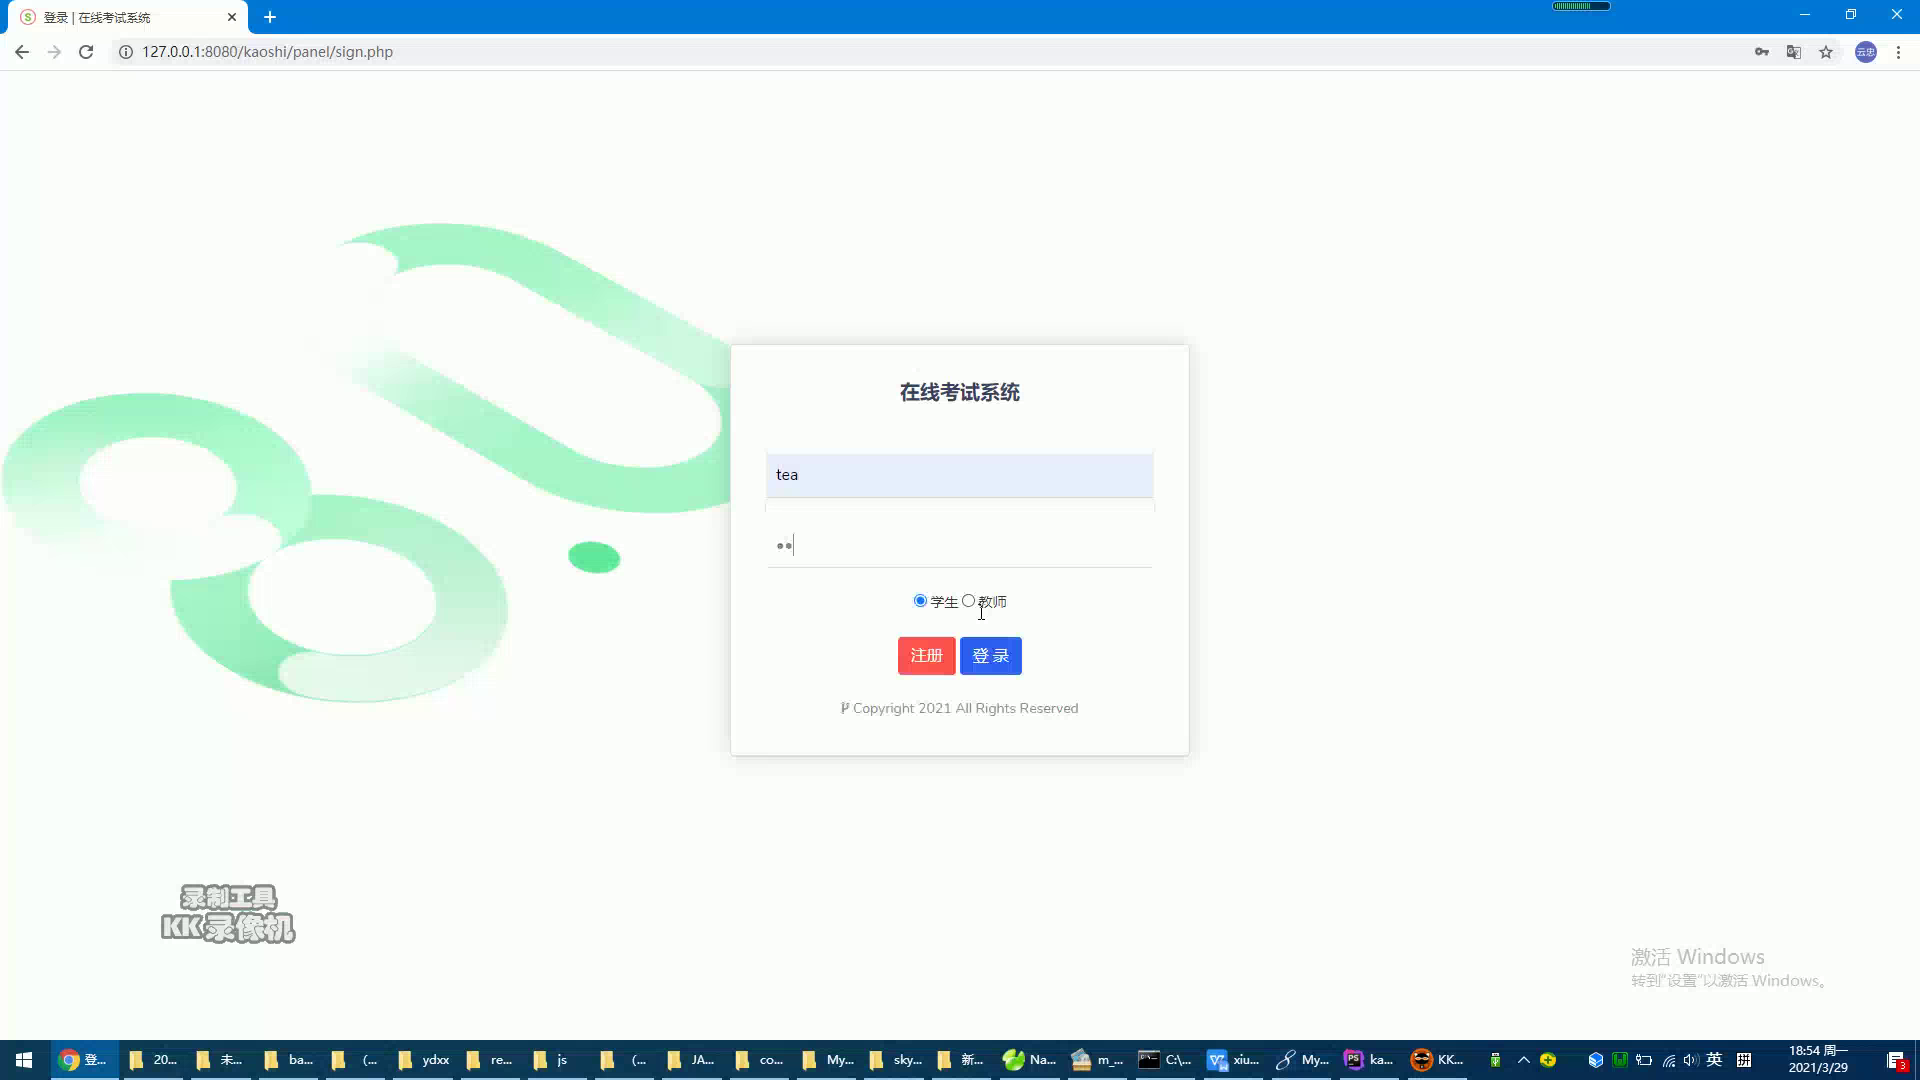 登录 | 在线考试系统
127.0.0.1:8080/kaoshi/panel/sign.php
云忠
在线考试系统
tea
学生 教师
注册 登 录
Copyright 2021 All Rights Reserved
录制工具
KK录像机
激活 Windows
转到"设置"以激活 Windows。
登... 20... 未... ba... (... ydxx re... js (... JA... co... My... sky... 新... Na... m_... C:\... xiu... My... ka... KK... 英 拼 18:54 周一
2021/3/29
3